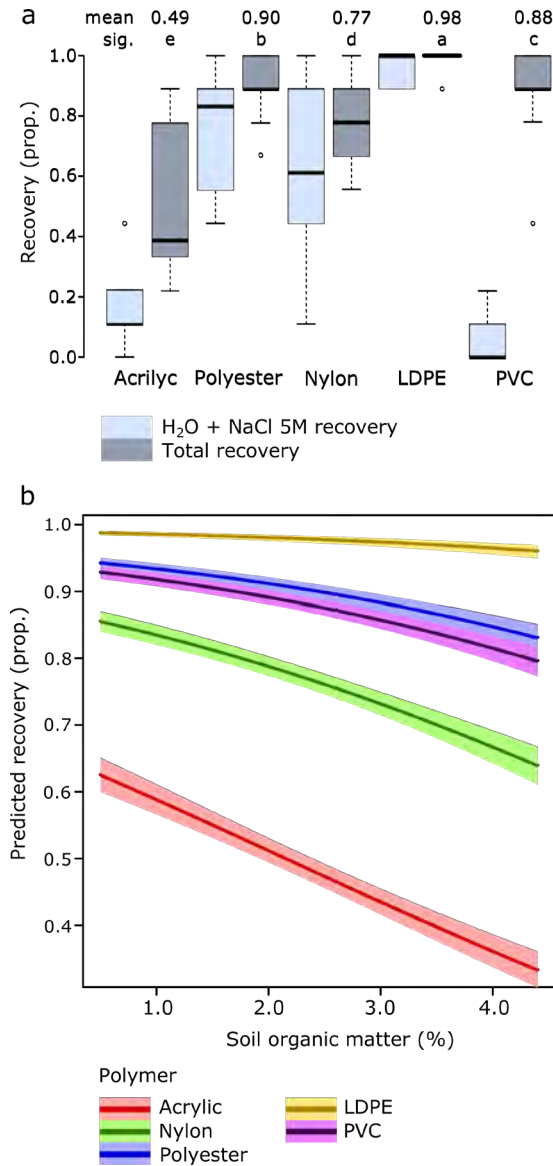 a
mean 0.49 0.90 0.77 0.98 0.88
sig. e b d a c
Recovery (prop.)
1.0
0.8
0.6
0.4
0.2
0.0
Acrilyc Polyester Nylon LDPE PVC
H₂O + NaCl 5M recovery
Total recovery
b
Predicted recovery (prop.)
1.0
0.9
0.8
0.7
0.6
0.5
0.4
1.0 2.0 3.0 4.0
Soil organic matter (%)
Polymer
Acrylic LDPE
Nylon PVC
Polyester